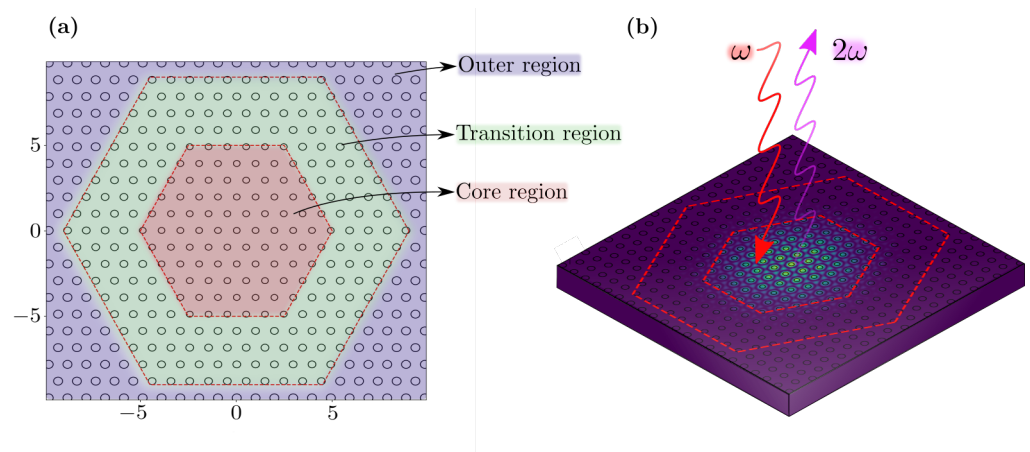 (a)
Outer region
Transition region
Core region
5
0
−5
−5
0
5
(b)
ω
2ω